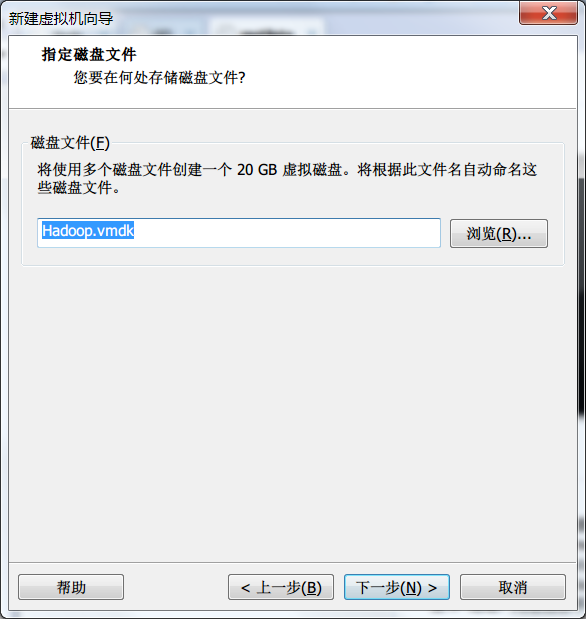 新建虚拟机向导
指定磁盘文件
您要在何处存储磁盘文件?
磁盘文件(F)
将使用多个磁盘文件创建一个 20 GB 虚拟磁盘。将根据此文件名自动命名这
些磁盘文件。
Hadoop.vmdk
浏览(R)...
帮助
< 上一步(B)
下一步(N) >
取消